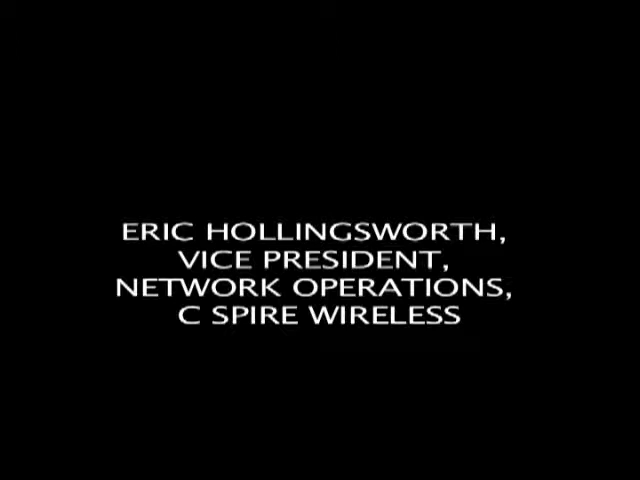 ERIC HOLLINGSWORTH,
VICE PRESIDENT,
NETWORK OPERATIONS,
C SPIRE WIRELESS